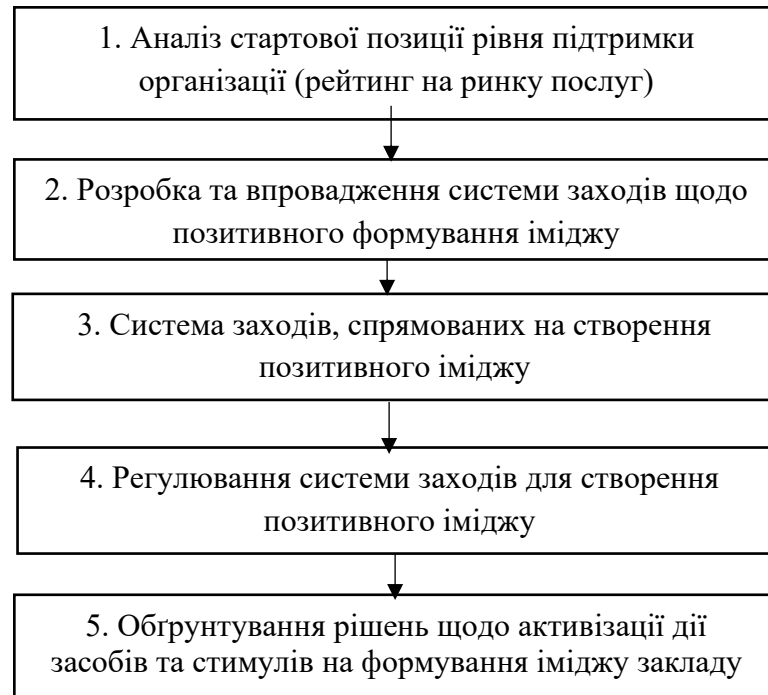 1. Аналіз стартової позиції рівня підтримки
організації (рейтинг на ринку послуг)
2. Розробка та впровадження системи заходів щодо
позитивного формування іміджу
3. Система заходів, спрямованих на створення
позитивного іміджу
4. Регулювання системи заходів для створення
позитивного іміджу
5. Обґрунтування рішень щодо активізації дії
засобів та стимулів на формування іміджу закладу